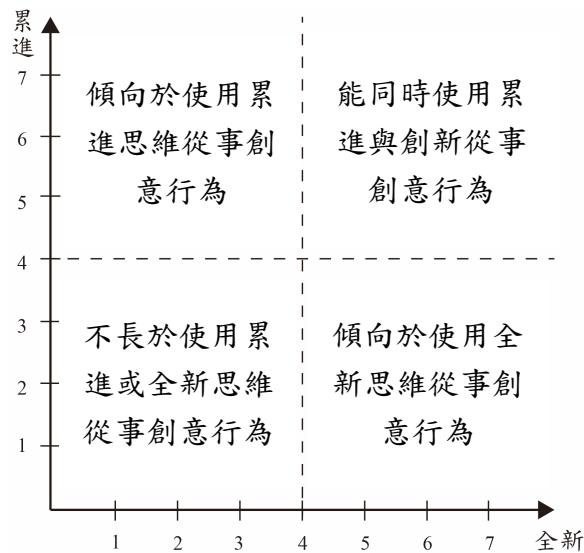 累
進
7
6
5
4
3
2
1
傾向於使用累
進思維從事創
意行為
能同時使用累
進與創新從事
創意行為
不長於使用累
進或全新思維
從事創意行為
傾向於使用全
新思維從事創
意行為
1 2 3 4 5 6 7 全新